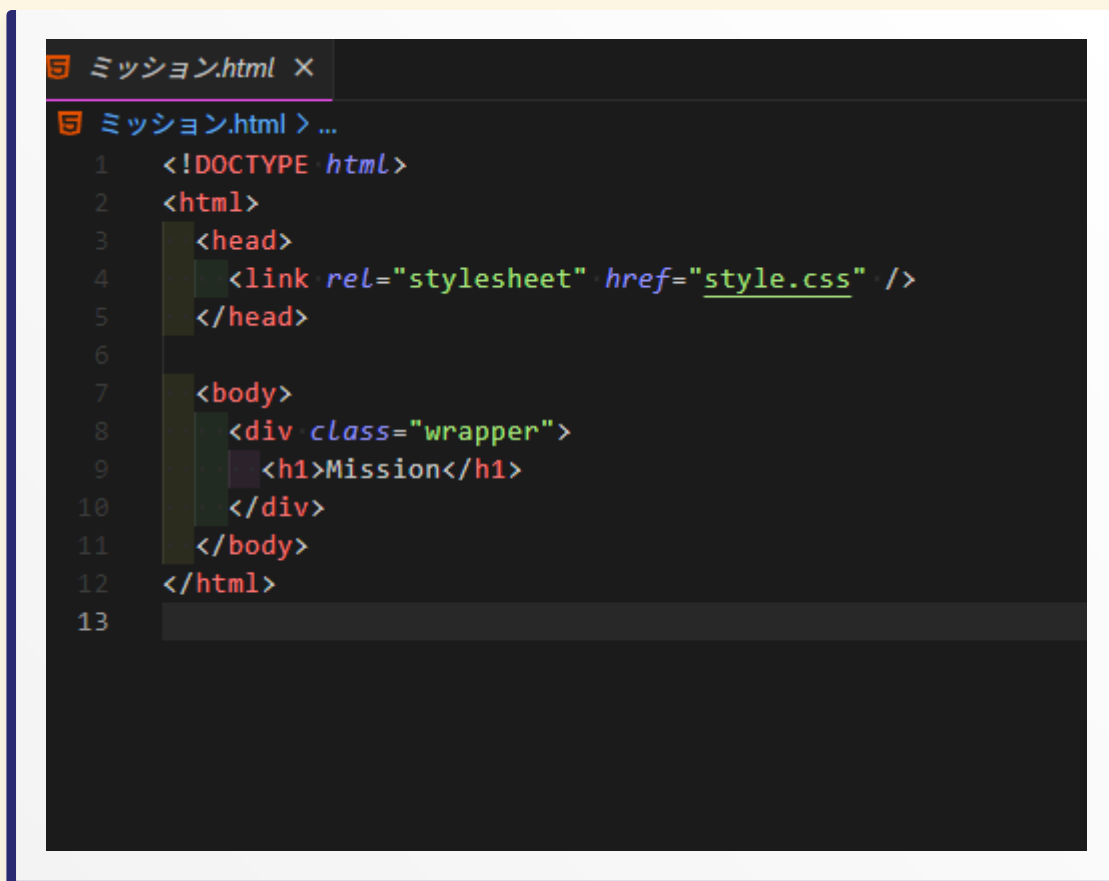 ミッション.html ×
ミッション.html > ...
1 <!DOCTYPE html>
2 <html>
3   <head>
4     <link rel="stylesheet" href="style.css" />
5   </head>
6
7   <body>
8     <div class="wrapper">
9       <h1>Mission</h1>
10     </div>
11   </body>
12 </html>
13